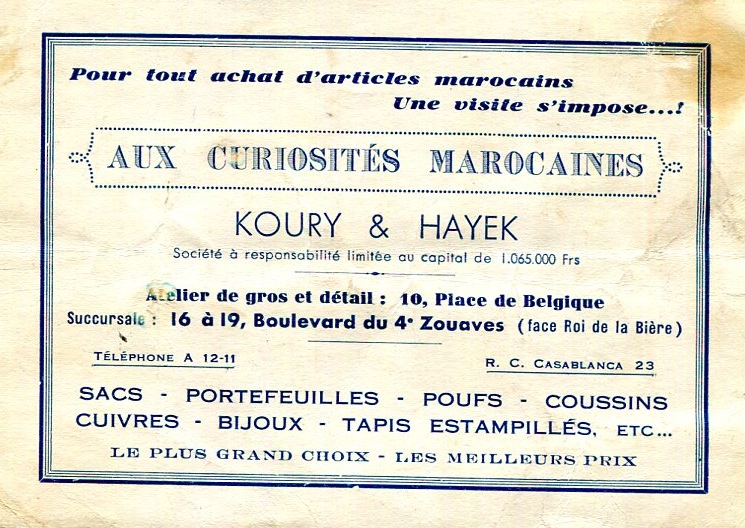 Pour tout achat d'articles marocains
Une visite s'impose...!
AUX CURIOSITÉS MAROCAINES
KOURY & HAYEK
Société à responsabilité limitée au capital de 1.065.000 Frs
Atelier de gros et détail : 10, Place de Belgique
Succursale : 16 à 19, Boulevard du 4e Zouaves (face Roi de la Bière)
TÉLÉPHONE A 12-11
R. C. CASABLANCA 23
SACS - PORTEFEUILLES - POUFS - COUSSINS
CUIVRES - BIJOUX - TAPIS ESTAMPILLÉS, ETC...
LE PLUS GRAND CHOIX - LES MEILLEURS PRIX